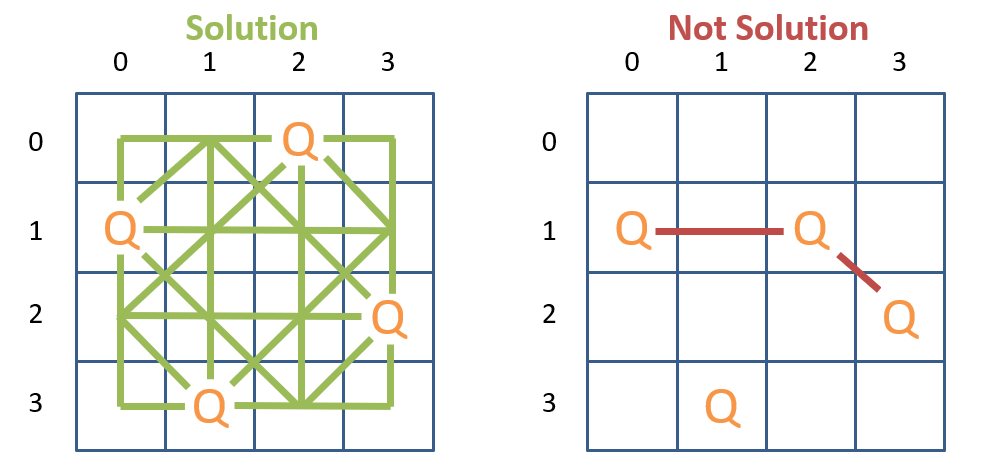 Solution
0 1 2 3
0 Q
1 Q
2 Q
3 Q
Not Solution
0 1 2 3
0
1 Q Q
2 Q
3 Q